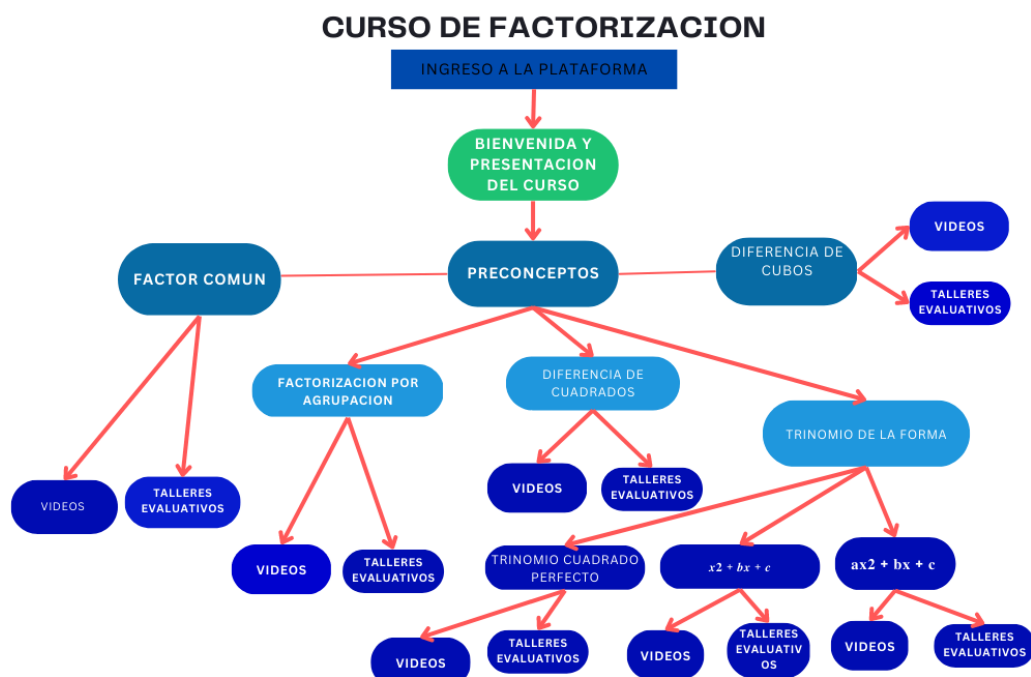 CURSO DE FACTORIZACION
INGRESO A LA PLATAFORMA
BIENVENIDA Y
PRESENTACION
DEL CURSO
FACTOR COMUN
PRECONCEPTOS
DIFERENCIA DE
CUBOS
VIDEOS
TALLERES
EVALUATIVOS
FACTORIZACION POR
AGRUPACION
DIFERENCIA DE
CUADRADOS
TRINOMIO DE LA FORMA
VIDEOS
TALLERES
EVALUATIVOS
VIDEOS
TALLERES
EVALUATIVOS
VIDEOS
TALLERES
EVALUATIVOS
TRINOMIO CUADRADO
PERFECTO
x2 + bx + c
ax2 + bx + c
VIDEOS
TALLERES
EVALUATIVOS
VIDEOS
TALLERES
EVALUATIV
OS
VIDEOS
TALLERES
EVALUATIVOS